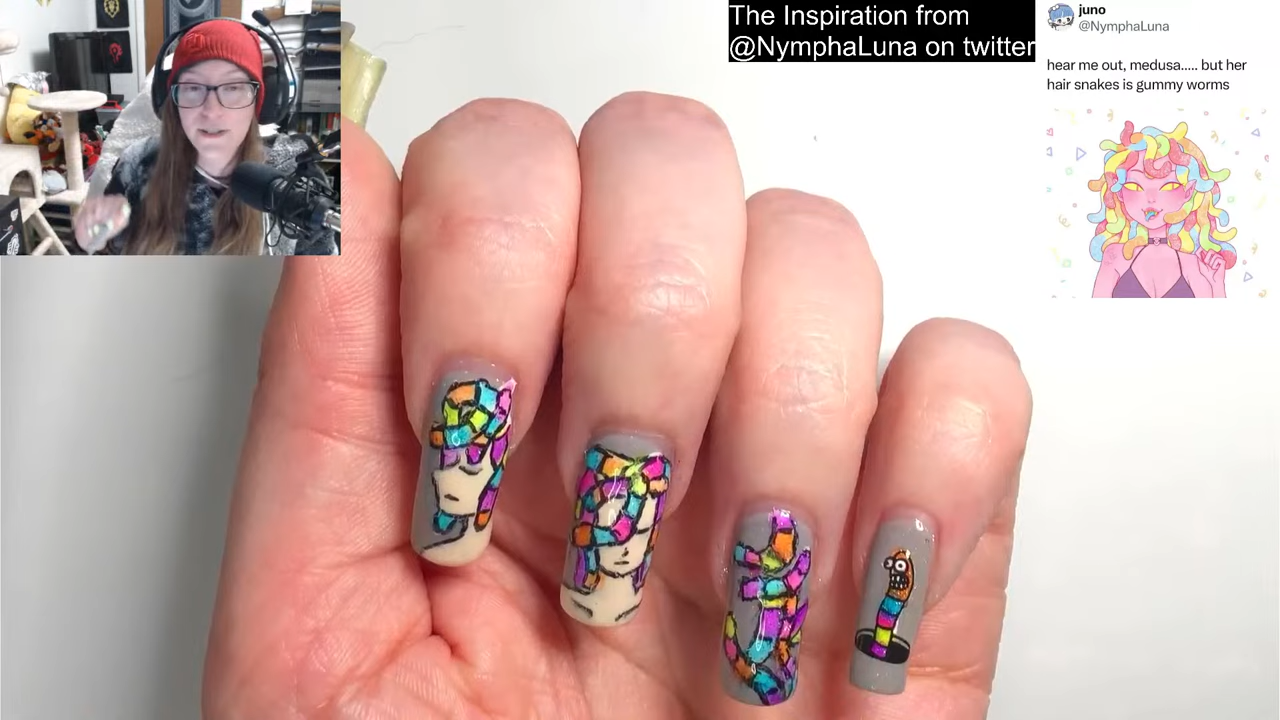 The Inspiration from
@NymphaLuna on twitter
juno
@NymphaLuna
hear me out, medusa..... but her
hair snakes is gummy worms